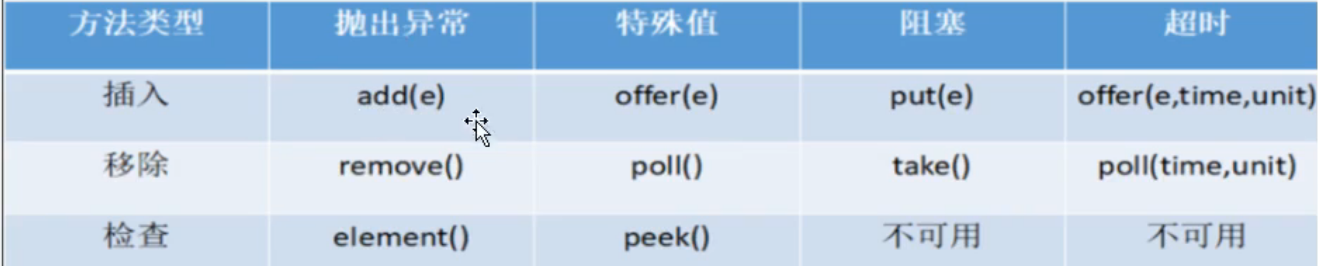 方法类型 抛出异常 特殊值 阻塞 超时
插入 add(e) offer(e) put(e) offer(e,time,unit)
移除 remove() poll() take() poll(time,unit)
检查 element() peek() 不可用 不可用